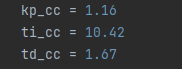 kp_cc = 1.16
ti_cc = 10.42
td_cc = 1.67